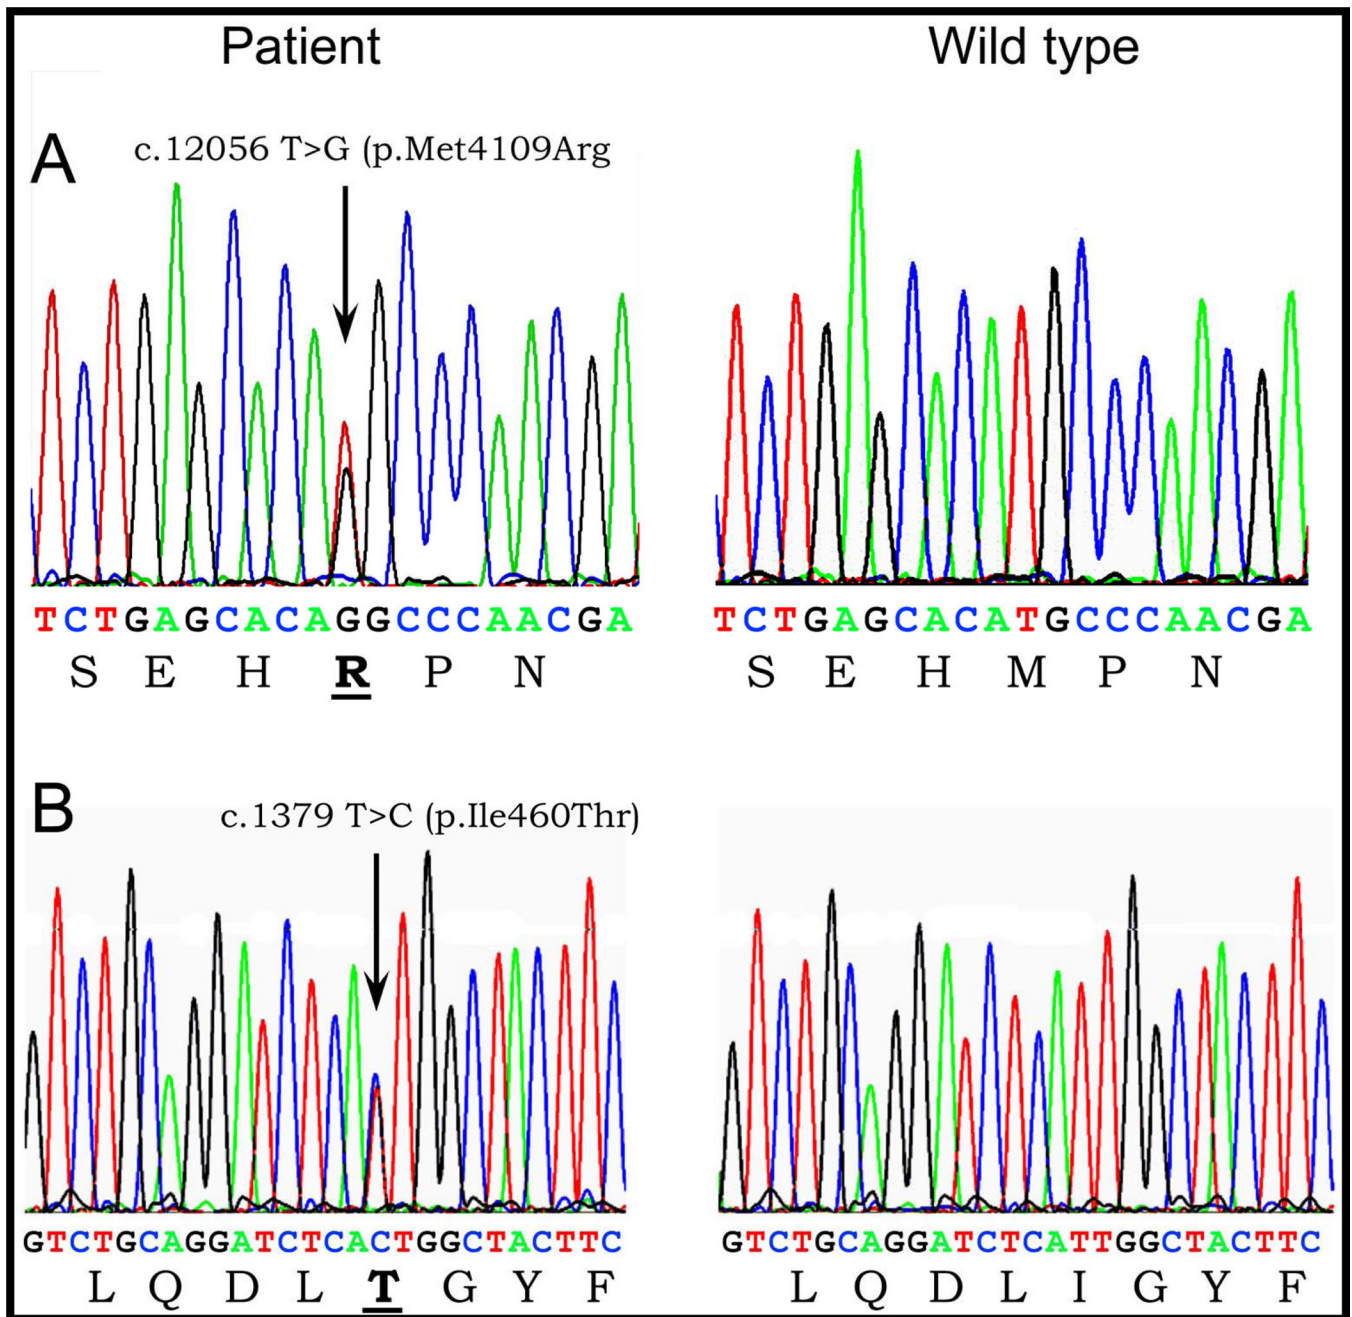 Patient Wild type
A c.12056 T>G (p.Met4109Arg
TCTGAGCACAGGCCCAACGA TCTGAGCACATGCCCAACGA
S E H R P N S E H M P N
B c.1379 T>C (p.Ile460Thr)
GTCTGCAGGATCTCACTGGCTACTTC GTCTGCAGGATCTCATTGGCTACTTC
L Q D L T G Y F L Q D L I G Y F